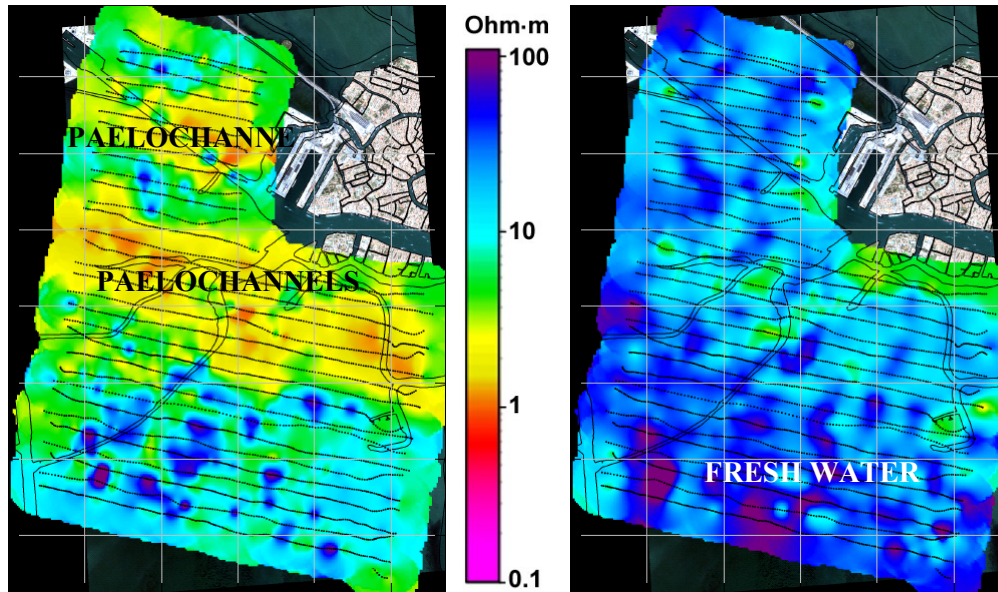 Ohm·m
100
PAELOCHANNE
10
PAELOCHANNELS
1
FRESH WATER
0.1